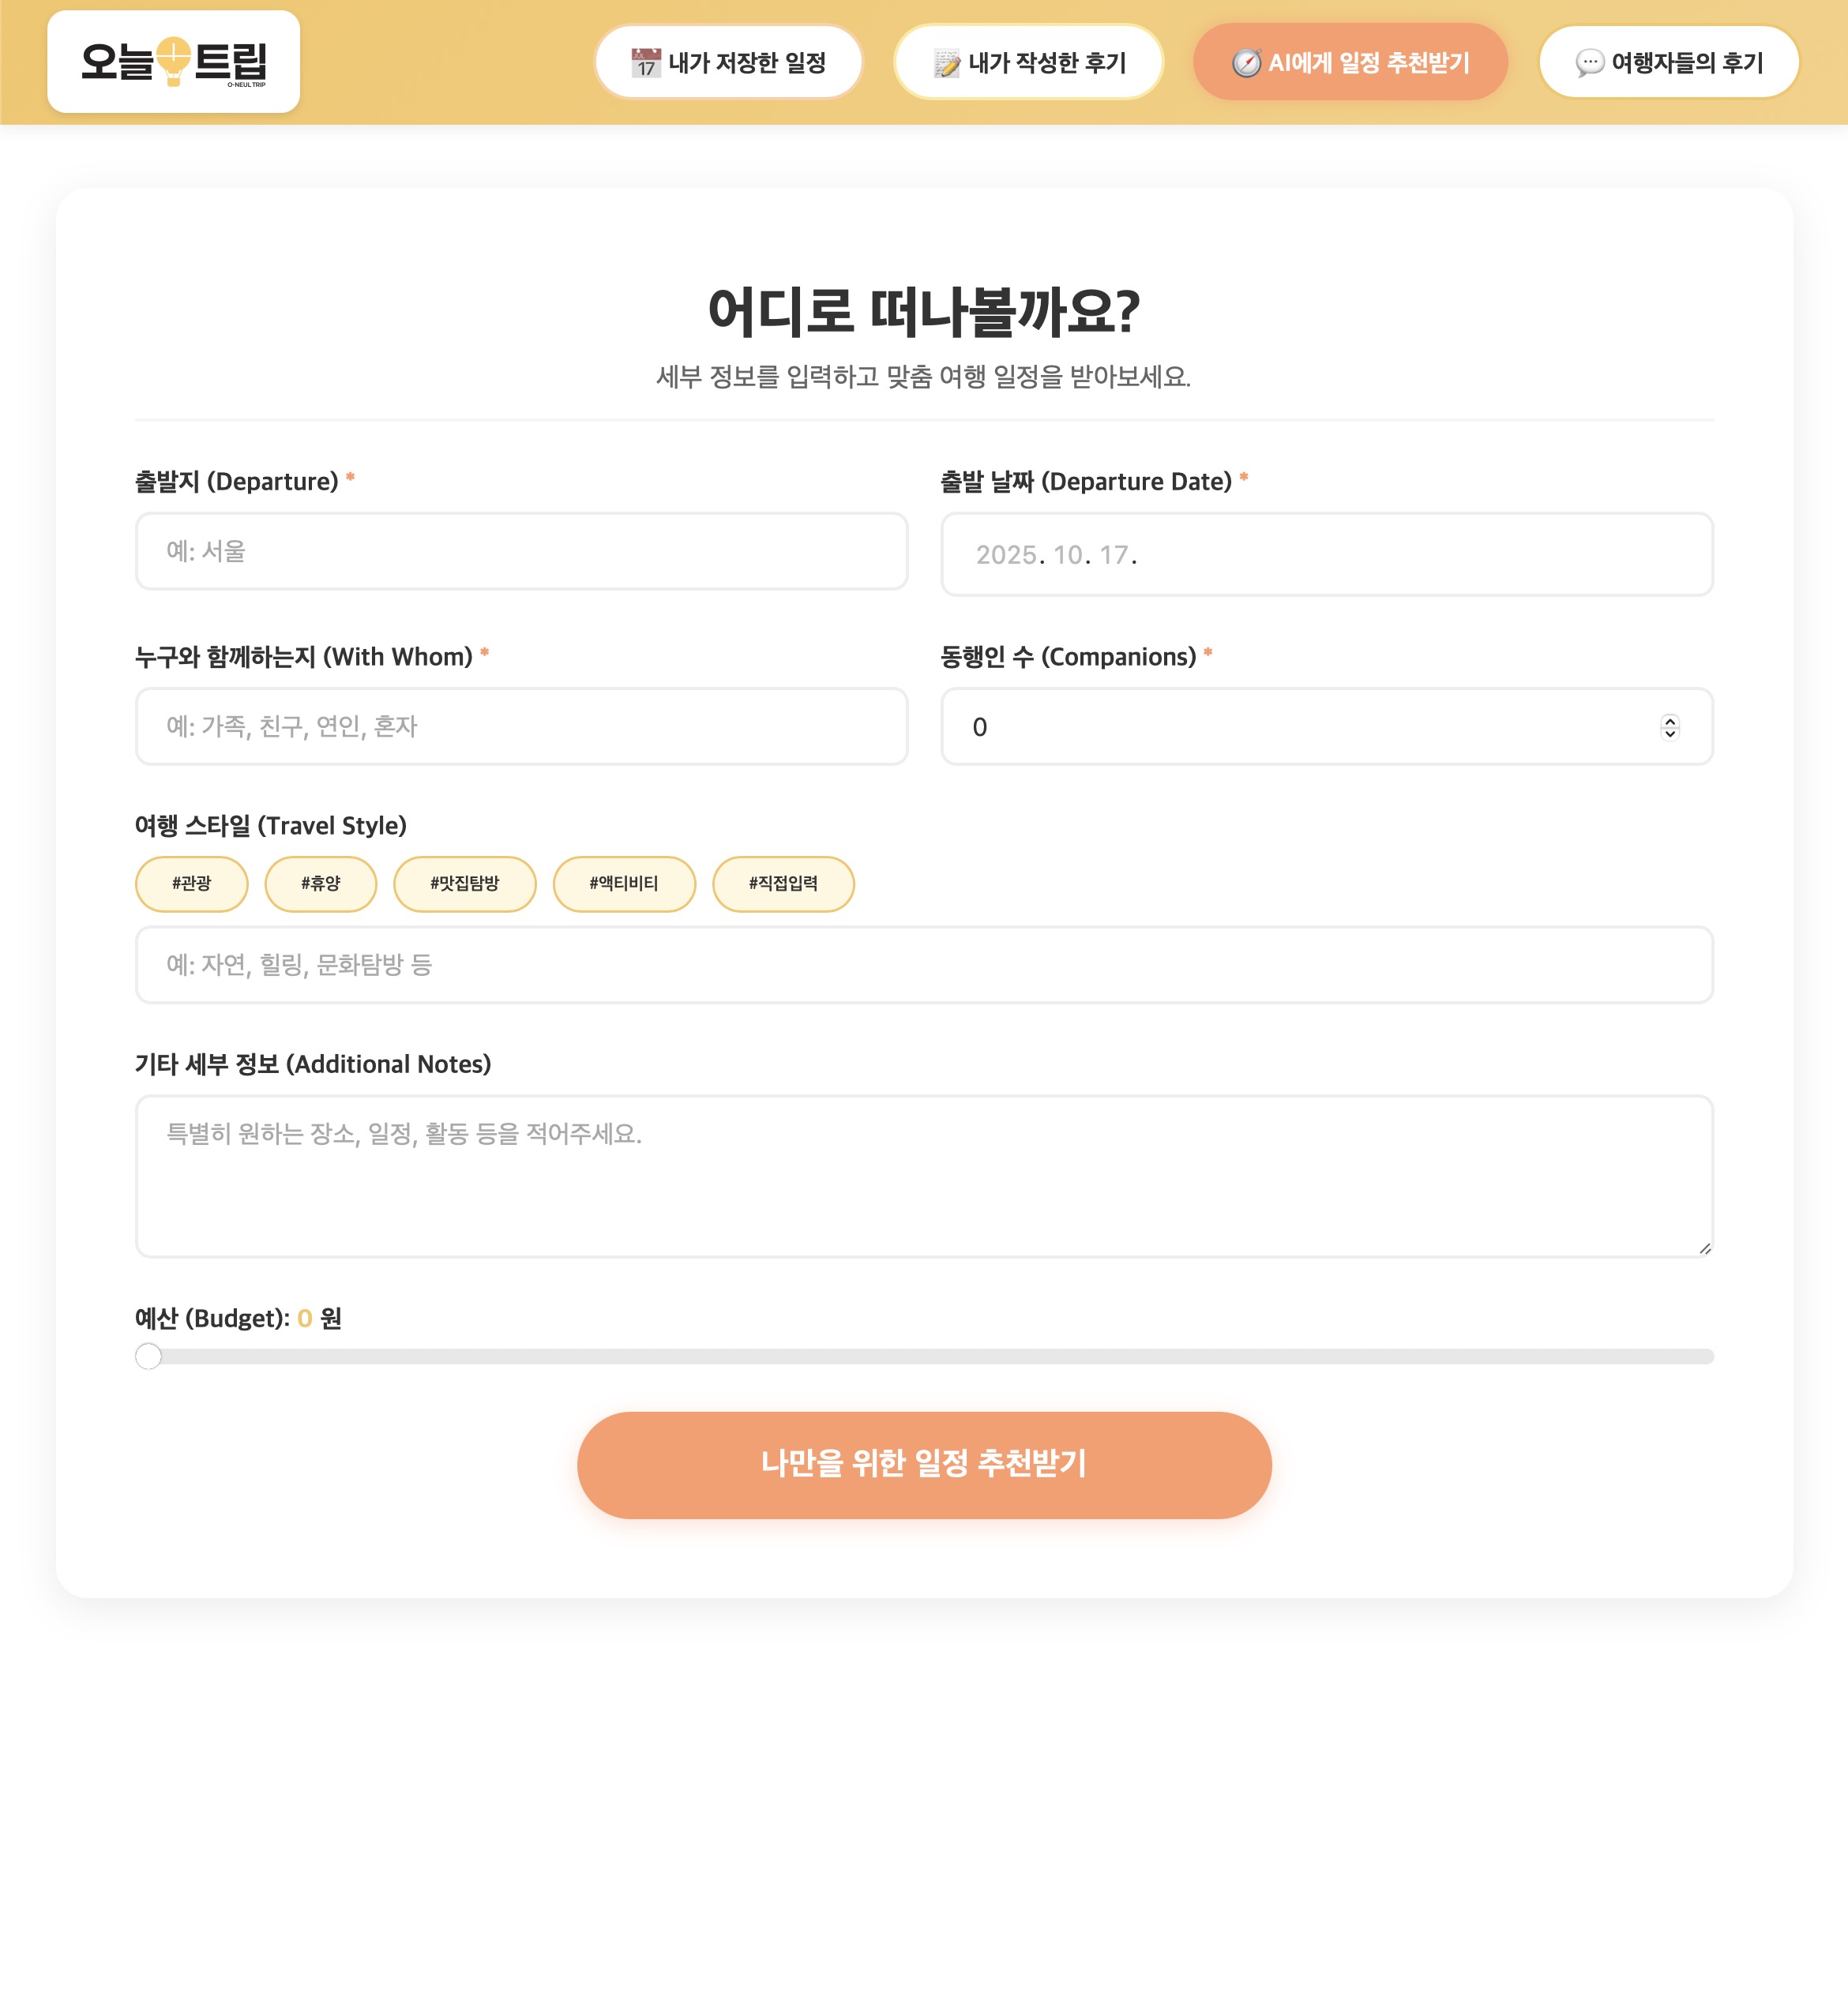 오늘트립
O-NEUL TRIP
JUL 17 내가 저장한 일정
내가 작성한 후기
AI에게 일정 추천받기
여행자들의 후기
어디로 떠나볼까요?
세부 정보를 입력하고 맞춤 여행 일정을 받아보세요.
출발지 (Departure) *
예: 서울
출발 날짜 (Departure Date) *
2025. 10. 17.
누구와 함께하는지 (With Whom) *
예: 가족, 친구, 연인, 혼자
동행인 수 (Companions) *
0
여행 스타일 (Travel Style)
#관광 #휴양 #맛집탐방 #액티비티 #직접입력
예: 자연, 힐링, 문화탐방 등
기타 세부 정보 (Additional Notes)
특별히 원하는 장소, 일정, 활동 등을 적어주세요.
예산 (Budget): 0 원
나만을 위한 일정 추천받기